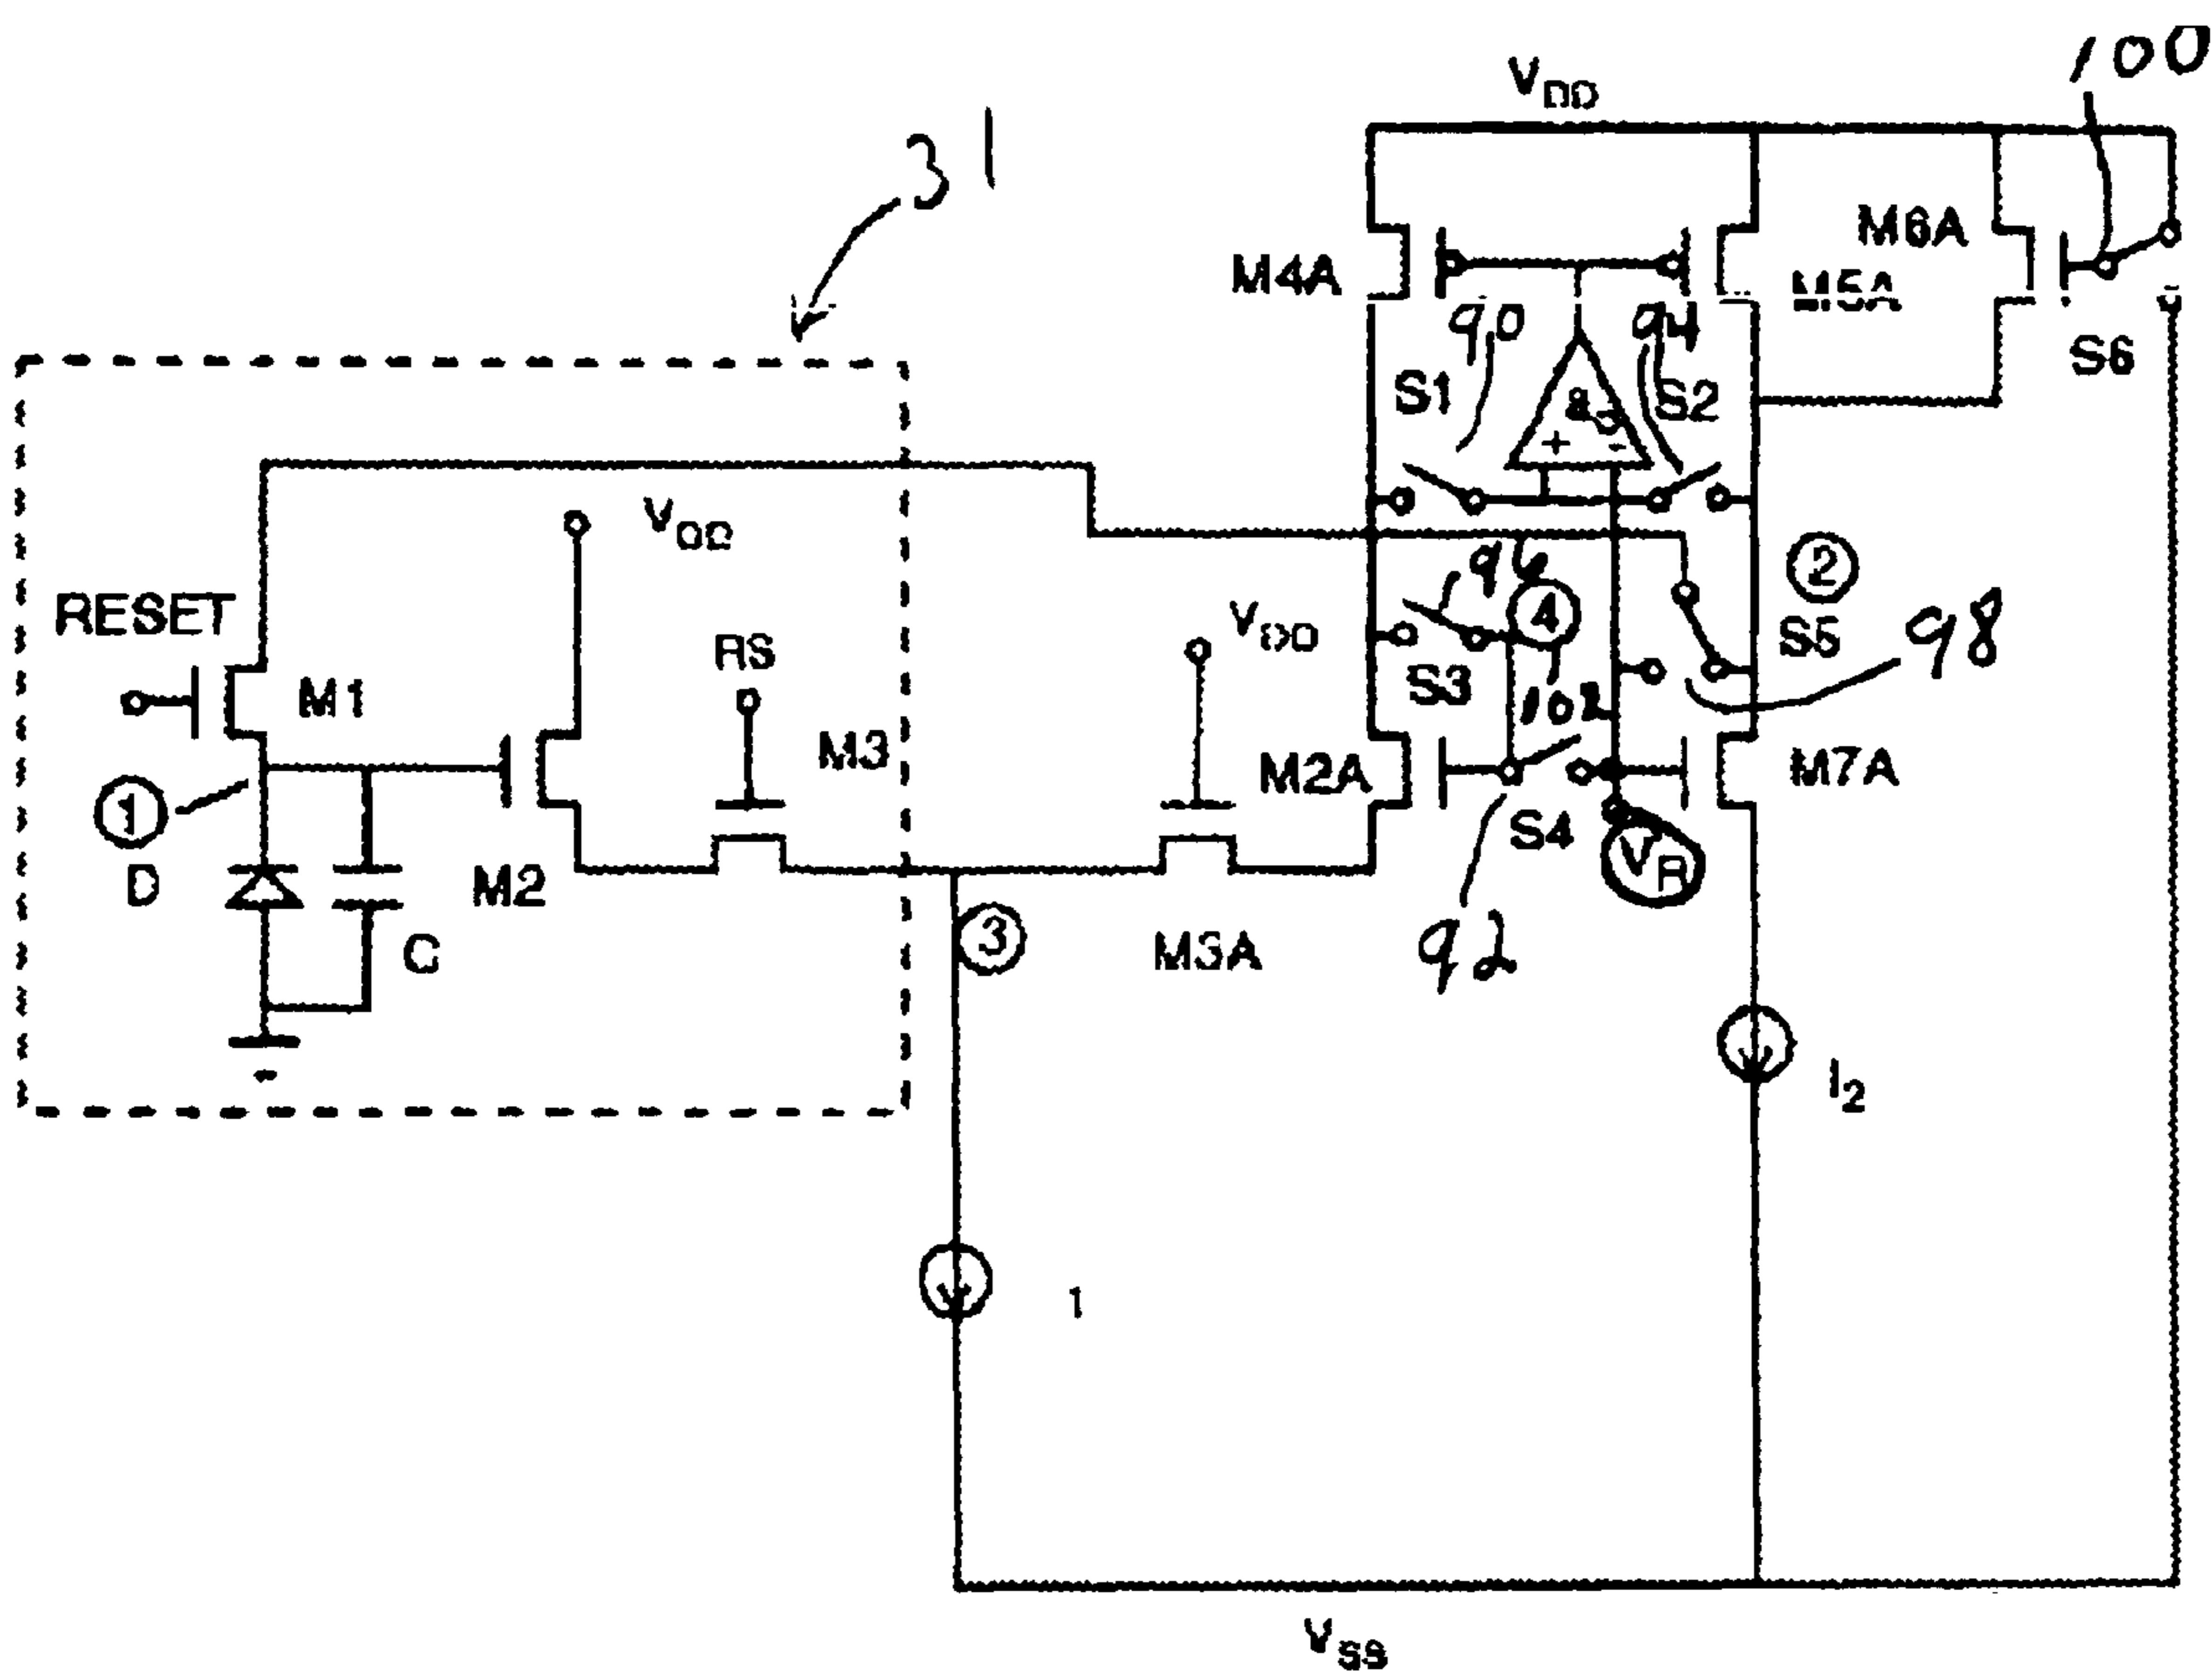 100
VDD
31
M6A
M4A
M5A
90
94
S6
S1
S2
+
-
VDD
②
96
RESET
④
VDD
S5
98
RS
S3
M1
102
M3
M2A
M7A
①
S4
VR
D
M2
③
M3A
92
C
I2
1
VSS